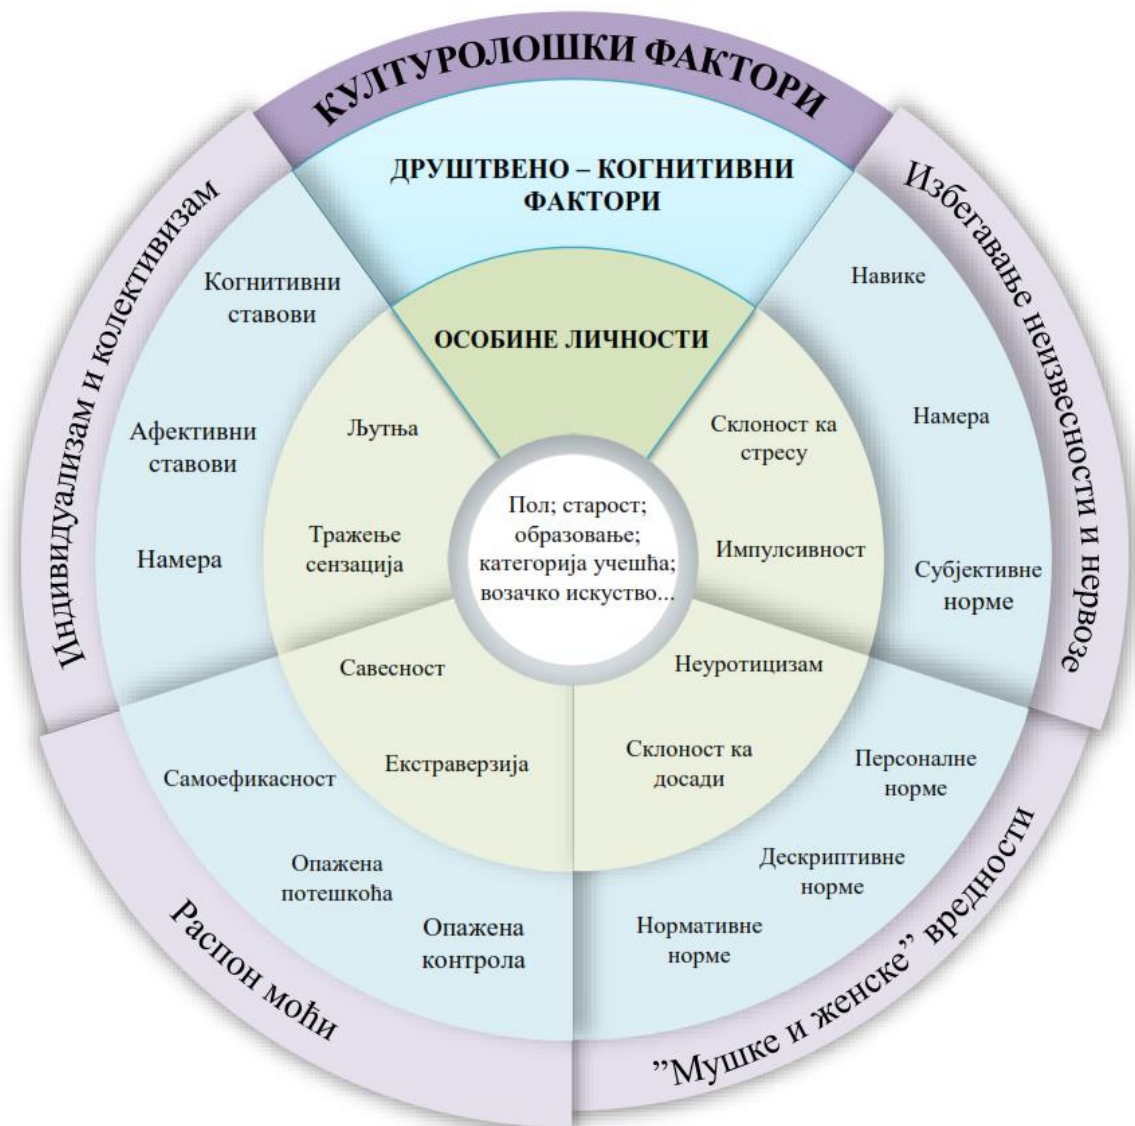 КУЛТУРОЛОШКИ ФАКТОРИ
ДРУШТВЕНО – КОГНИТИВНИ
ФАКТОРИ
ОСОБИНЕ ЛИЧНОСТИ
Избегавање неизвесности и нервозе
Навике
Намера
Субјективне
норме
Склоност ка
стресу
Импулсивност
”Мушке и женске” вредности
Персоналне
норме
Дескриптивне
норме
Нормативне
норме
Неуротицизам
Склоност ка
досади
Распон моћи
Самоефикасност
Опажена
потешкоћа
Опажена
контрола
Савесност
Екстраверзија
Индивидуализам и колективизам
Когнитивни
ставови
Афективни
ставови
Намера
Љутња
Тражење
сензација
Пол; старост;
образовање;
категорија учешћа;
возачко искуство...